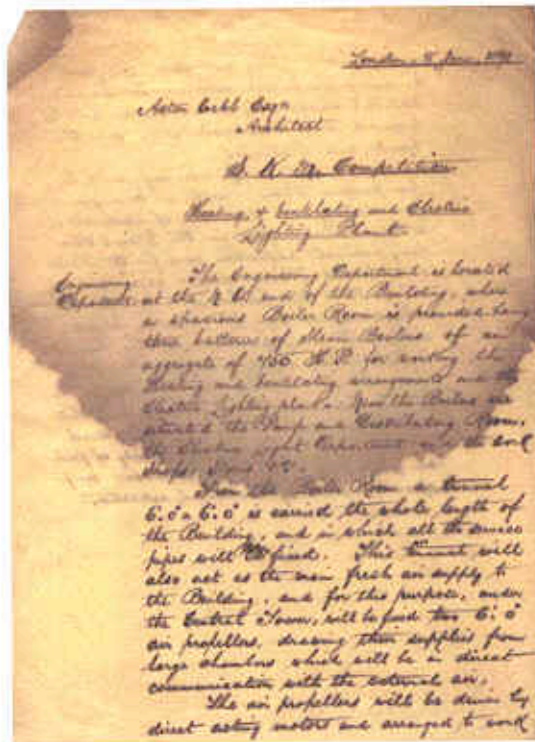 London, 8 June, 1891
Aston Webb Esqr
Architect
S. K. M. Competition
Heating, & Ventilating and Electric
Lighting Plant
Engineering
Department
The Engineering Department is located
at the N. W. end of the Building, where
a spacious Boiler Room is provided having
three batteries of Steam Boilers of an
aggregate of H.P. for working the
Heating and Ventilating arrangements and the
Electric Lighting plant. Near the Boilers are
situated the Pump and Distributing Room,
the Electric Light Department and the work
shops, Stores &c.
From the Boiler Room a tunnel
6'.0" x 6'.0" is carried the whole length of
the Building, and in which all the service
pipes will be fixed. This tunnel will
also act as the main fresh air supply to
the Building, and for this purpose, under
the Central Tower, will be fixed two 6'.0"
air propellers, drawing their supplies from
large chambers which will be in direct
communication with the external air.
The air propellers will be driven by
direct acting motors and arranged to work